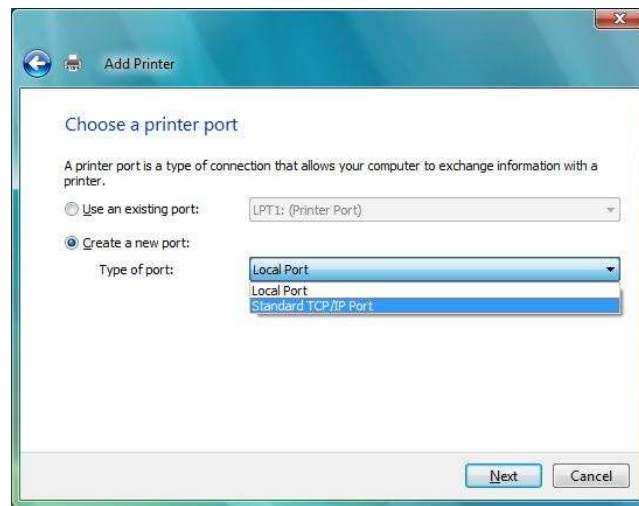 Add Printer
Choose a printer port
A printer port is a type of connection that allows your computer to exchange information with a
printer.
Use an existing port: LPT1: (Printer Port)
Create a new port:
Type of port: Local Port
Local Port
Standard TCP/IP Port
Next Cancel